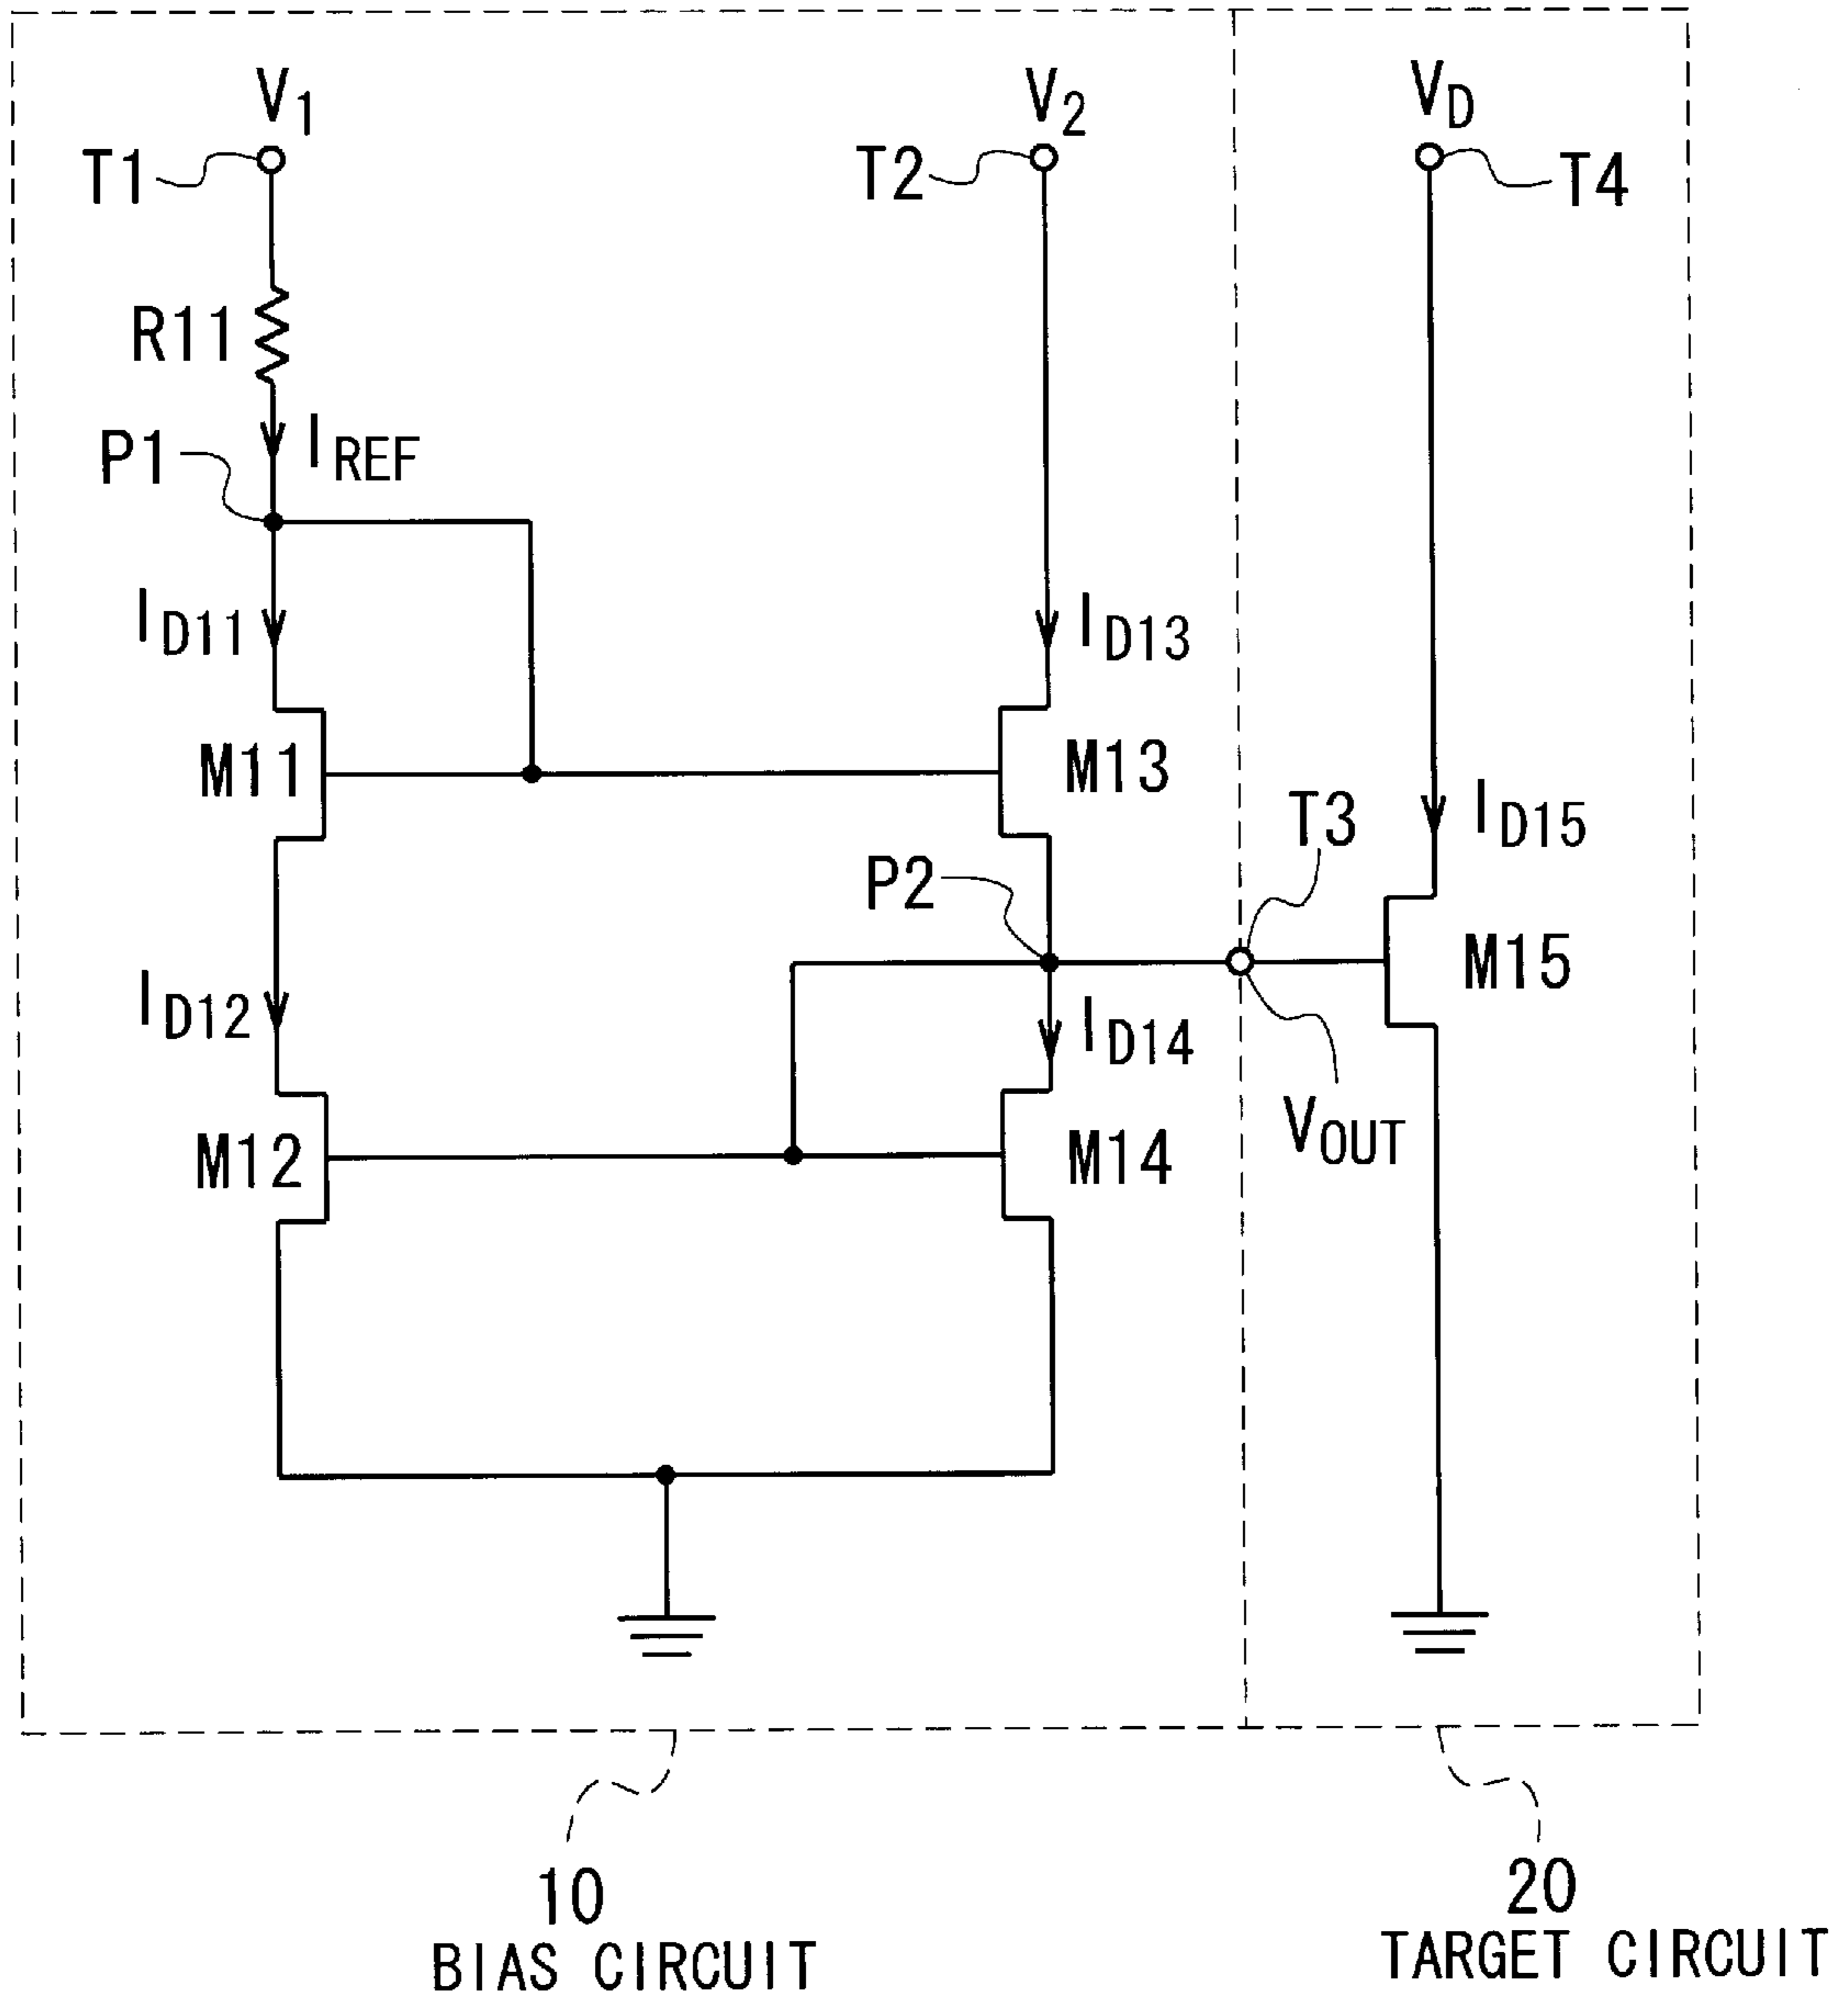 V1
V2
VD
T1
T2
T4
R11
IREF
P1
ID11
ID13
M11
M13
T3
ID15
P2
M15
ID12
ID14
VOUT
M12
M14
10
BIAS CIRCUIT
20
TARGET CIRCUIT